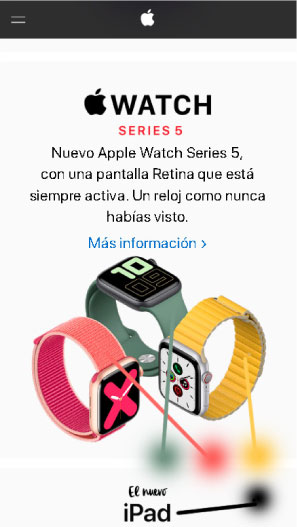 WATCH
SERIES 5
Nuevo Apple Watch Series 5,
con una pantalla Retina que está
siempre activa. Un reloj como nunca
habías visto.
Más información >
10
09
El nuevo
iPad